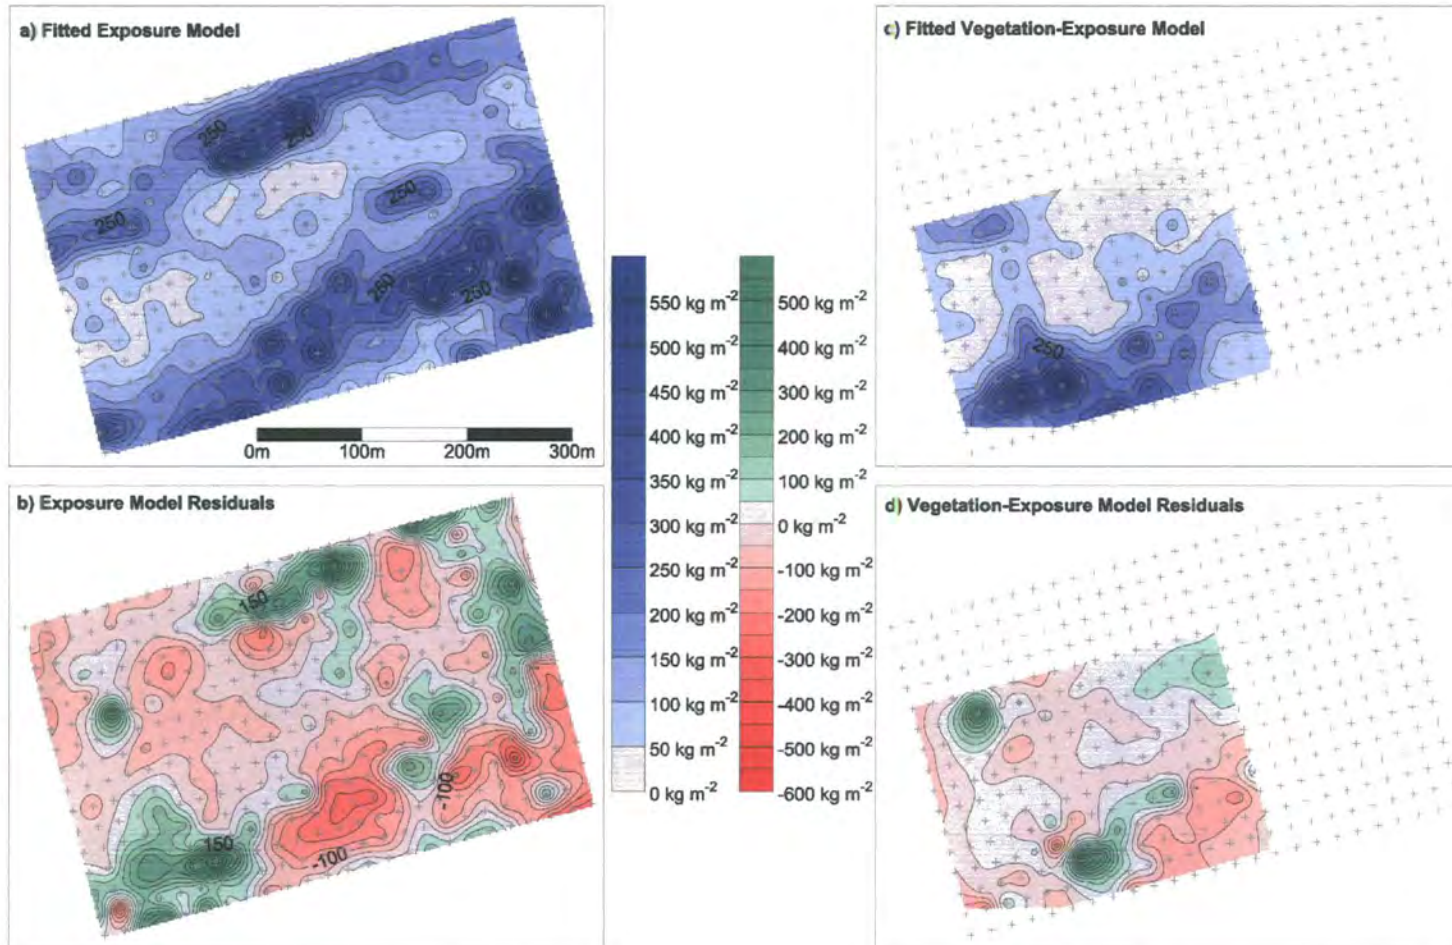 a) Fitted Exposure Model
250
250
250
250
250
250
0m 100m 200m 300m
b) Exposure Model Residuals
150
150
-100
-100
550 kg m-2
500 kg m-2
450 kg m-2
400 kg m-2
350 kg m-2
300 kg m-2
250 kg m-2
200 kg m-2
150 kg m-2
100 kg m-2
50 kg m-2
0 kg m-2
500 kg m-2
400 kg m-2
300 kg m-2
200 kg m-2
100 kg m-2
0 kg m-2
-100 kg m-2
-200 kg m-2
-300 kg m-2
-400 kg m-2
-500 kg m-2
-600 kg m-2
c) Fitted Vegetation-Exposure Model
250
d) Vegetation-Exposure Model Residuals